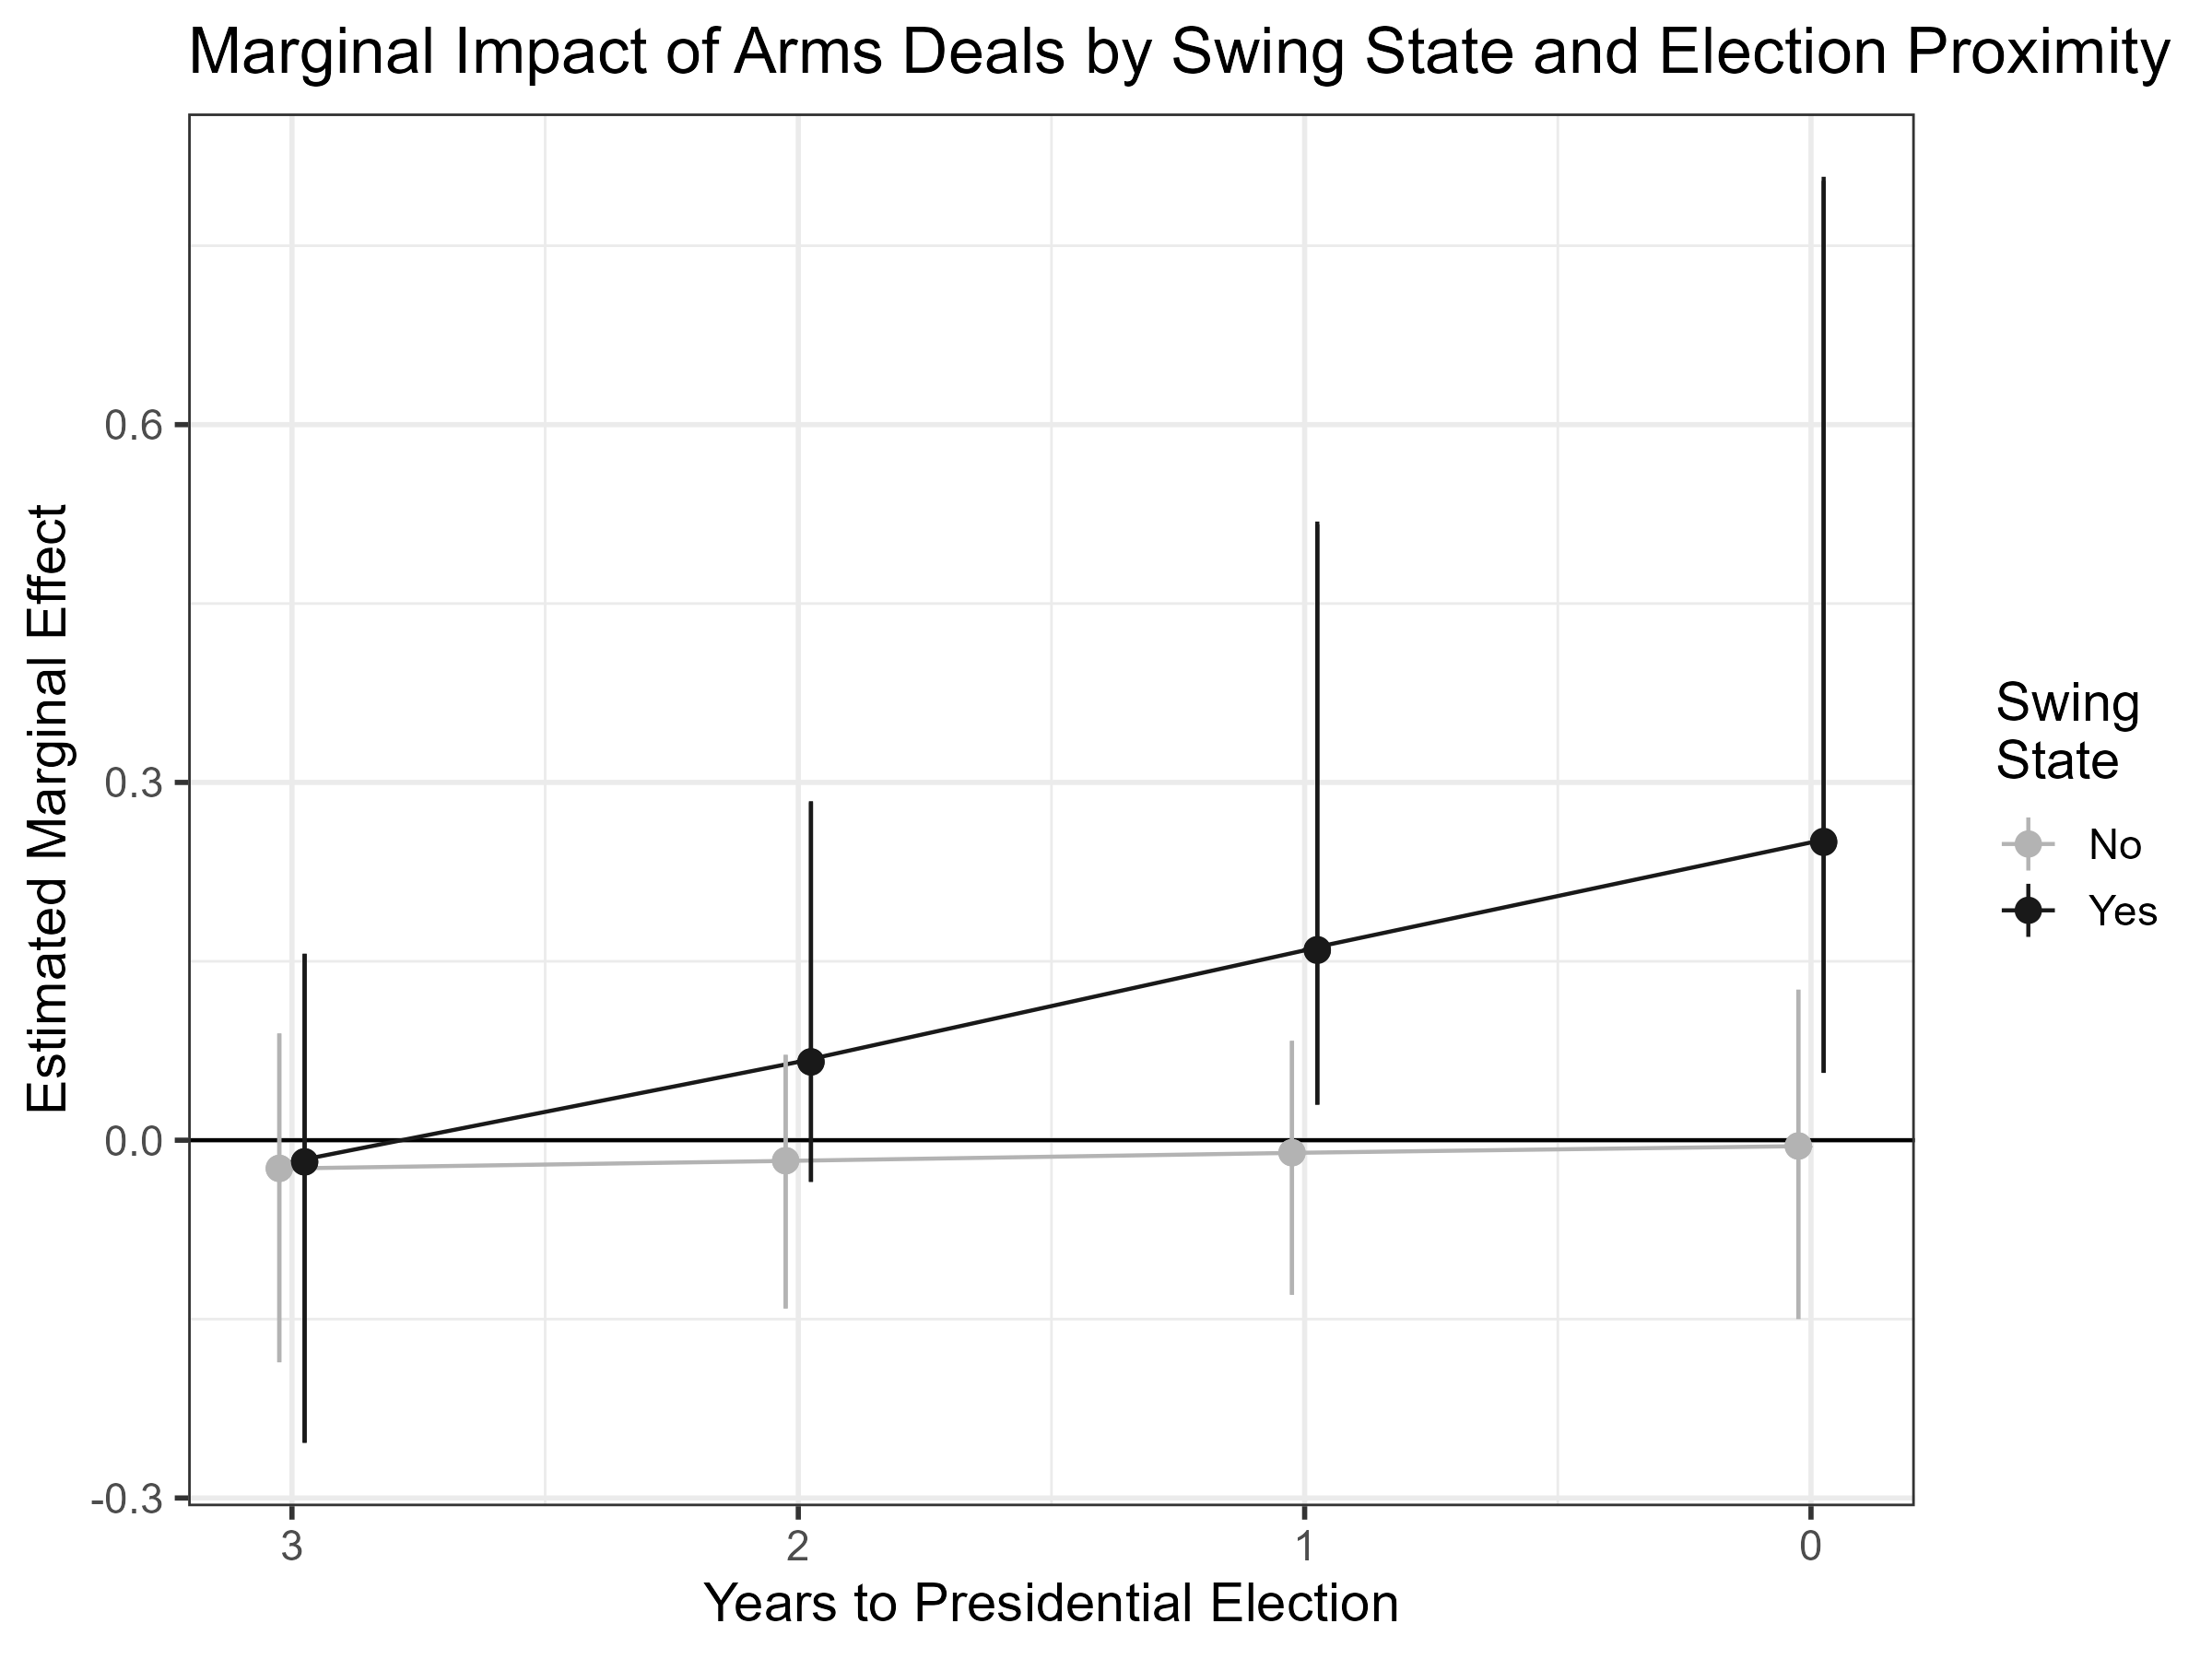 Marginal Impact of Arms Deals by Swing State and Election Proximity
Estimated Marginal Effect
0.6
0.3
0.0
-0.3
3
2
1
0
Years to Presidential Election
Swing
State
No
Yes